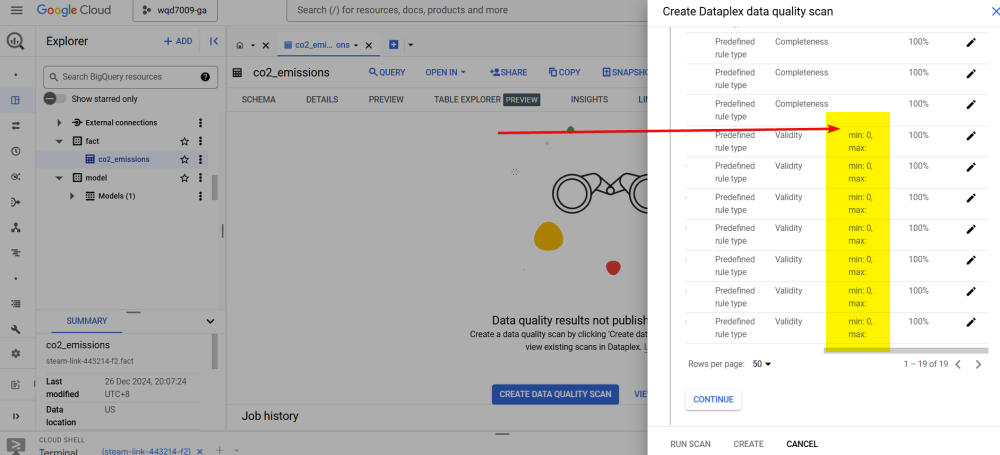 Google Cloud
wqd7009-ga
Search (/) for resources, docs, products and more
Explorer
+ ADD
Search BigQuery resources
Show starred only
External connections
fact
co2_emissions
model
Models (1)
SUMMARY
co2_emissions
steam-link-443214-f2.fact
Last modified
26 Dec 2024, 20:07:24 UTC+8
Data location
US
CLOUD SHELL
Terminal
(steam-link-443214-f2)
co2_emi... ons
co2_emissions
QUERY
OPEN IN
SHARE
COPY
SNAPSHO
SCHEMA
DETAILS
PREVIEW
TABLE EXPLORER PREVIEW
INSIGHTS
Data quality results not publish
Create a data quality scan by clicking 'Create dat
view existing scans in Dataplex.
CREATE DATA QUALITY SCAN
Job history
Create Dataplex data quality scan
Predefined rule type
Completeness
100%
Predefined rule type
Completeness
100%
Predefined rule type
Completeness
100%
Predefined rule type
Validity
min: 0, max:
100%
Predefined rule type
Validity
min: 0, max:
100%
Predefined rule type
Validity
min: 0, max:
100%
Predefined rule type
Validity
min: 0, max:
100%
Predefined rule type
Validity
min: 0, max:
100%
Predefined rule type
Validity
min: 0, max:
100%
Predefined rule type
Validity
min: 0, max:
100%
Rows per page: 50
1 – 19 of 19
CONTINUE
RUN SCAN
CREATE
CANCEL